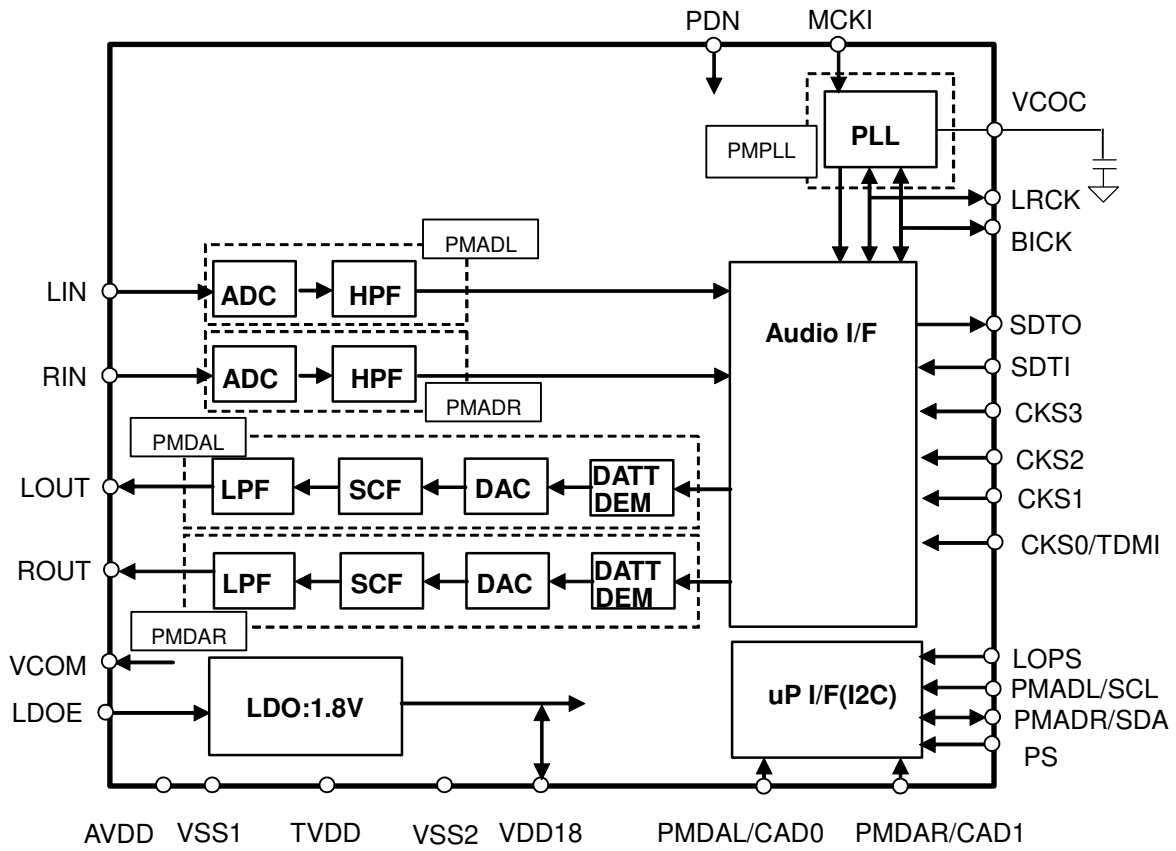 PDN
MCKI
VCOC
PLL
PMPLL
LRCK
BICK
PMADL
LIN
ADC
HPF
Audio I/F
SDTO
RIN
ADC
HPF
SDTI
PMADR
CKS3
PMDAL
CKS2
LOUT
LPF
SCF
DAC
DATT
DEM
CKS1
CKS0/TDMI
ROUT
LPF
SCF
DAC
DATT
DEM
PMDAR
VCOM
LOPS
uP I/F(I2C)
PMADL/SCL
LDOE
LDO:1.8V
PMADR/SDA
PS
AVDD
VSS1
TVDD
VSS2
VDD18
PMDAL/CAD0
PMDAR/CAD1